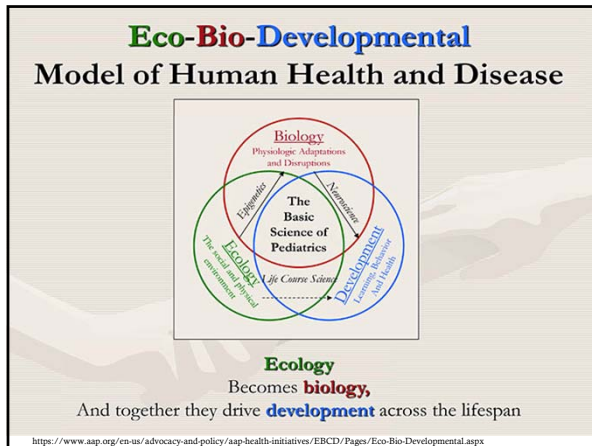 Eco-Bio-Developmental
Model of Human Health and Disease
Biology
Physiologic Adaptations
and Disruptions
Epigenetics
Neuroscience
The
Basic
Science of
Pediatrics
Ecology
The social and physical
environment
Life Course Science
Development
Learning, Behavior
And Health
Ecology
Becomes biology,
And together they drive development across the lifespan
https://www.aap.org/en-us/advocacy-and-policy/aap-health-initiatives/EBCD/Pages/Eco-Bio-Developmental.aspx